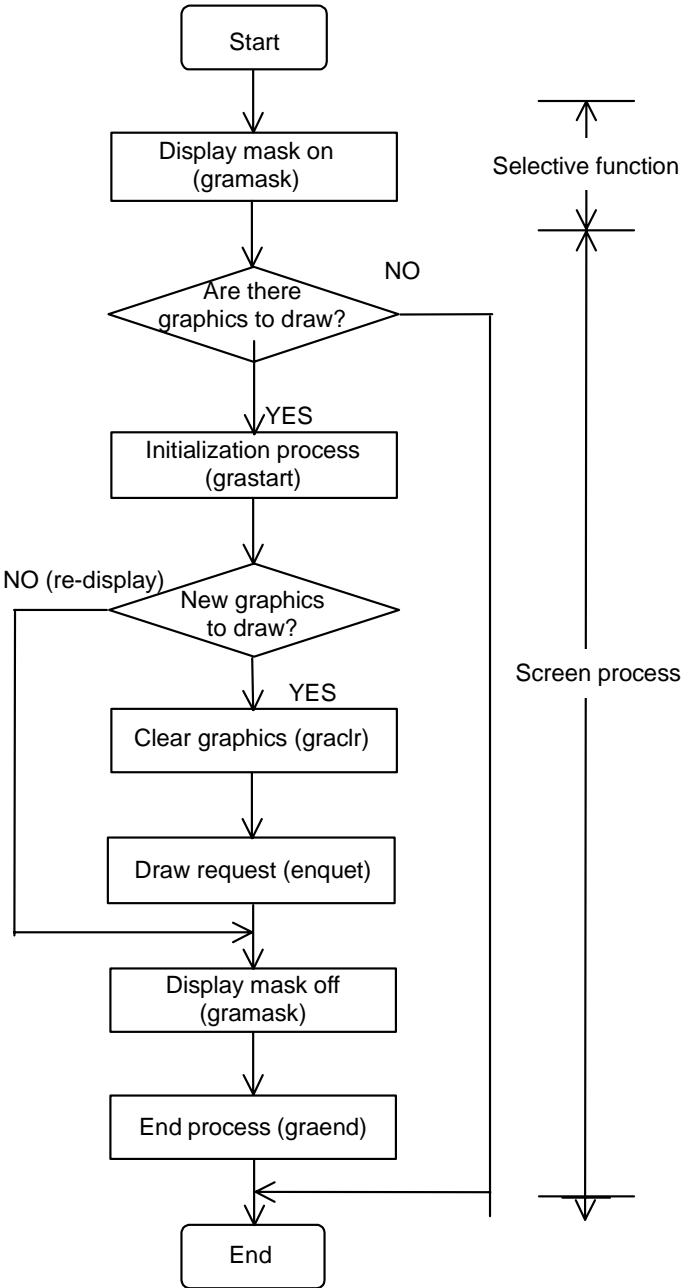 Start
Display mask on
(gramask)
Selective function
NO
Are there
graphics to draw?
YES
Initialization process
(grastart)
NO (re-display)
New graphics
to draw?
Screen process
YES
Clear graphics (graclr)
Draw request (enquet)
Display mask off
(gramask)
End process (graend)
End